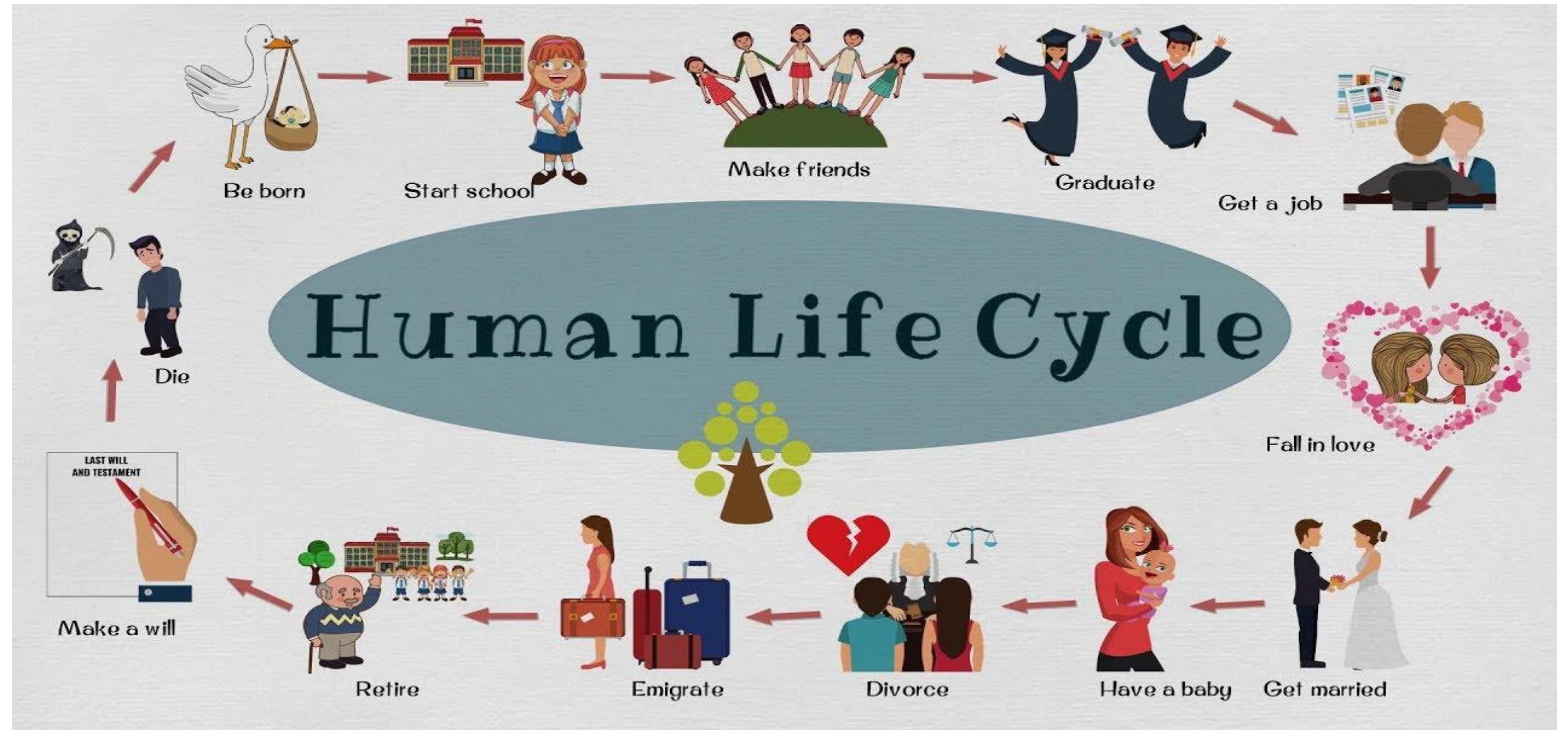 Be born
Start school
Make friends
Graduate
Get a job
Human Life Cycle
Fall in love
Die
LAST WILL
AND TESTAMENT
Make a will
Retire
Emigrate
Divorce
Have a baby
Get married